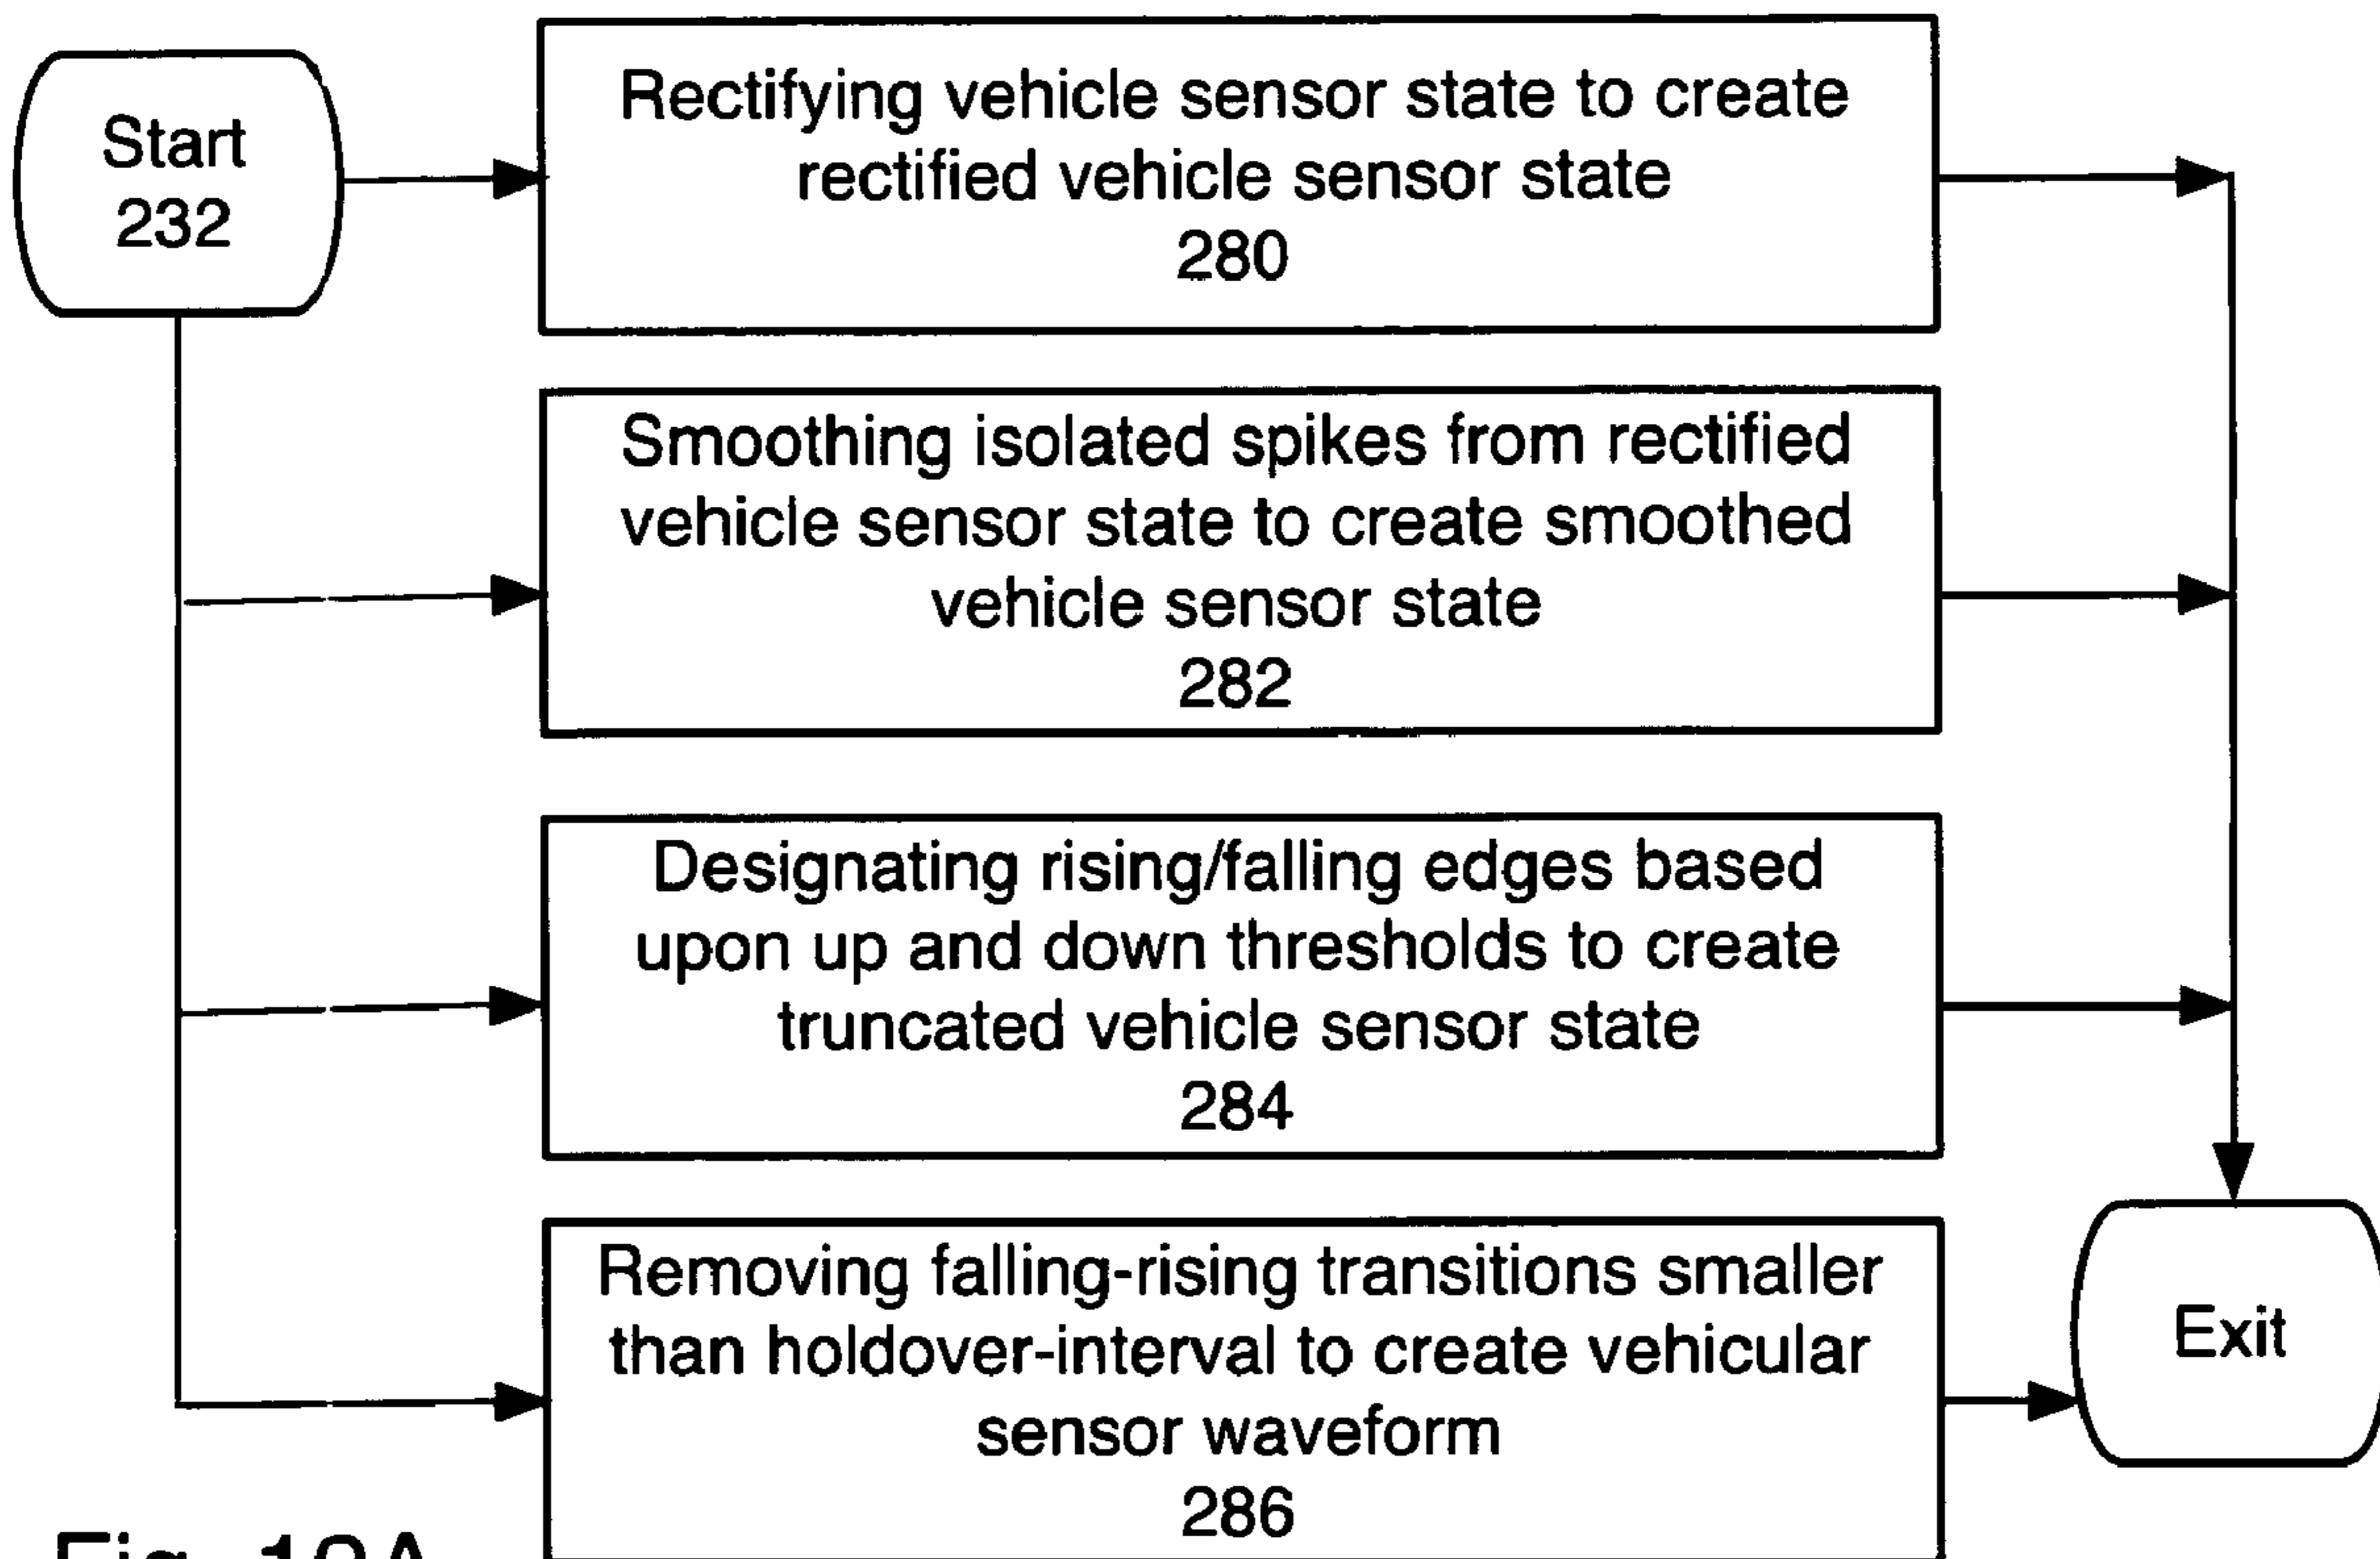 Start
232
Rectifying vehicle sensor state to create
rectified vehicle sensor state
280
Smoothing isolated spikes from rectified
vehicle sensor state to create smoothed
vehicle sensor state
282
Designating rising/falling edges based
upon up and down thresholds to create
truncated vehicle sensor state
284
Removing falling-rising transitions smaller
than holdover-interval to create vehicular
sensor waveform
286
Exit